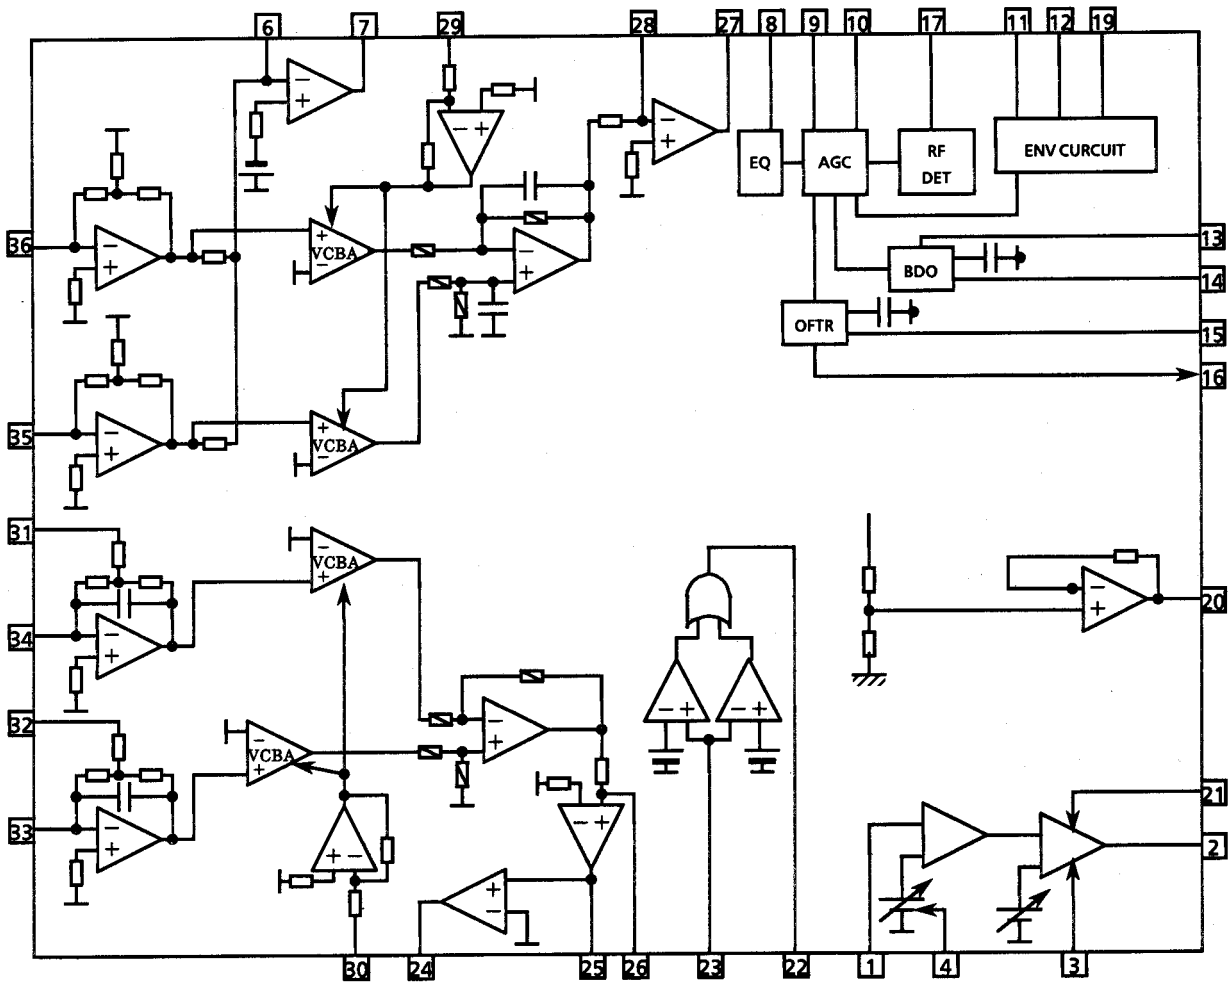 6 7 29 28 27 8 9 10 17 11 12 19
− +
− +
− +
EQ AGC RF DET ENV CURCUIT
36
− +
+ VCBA −
− +
13
BDO
14
OFTR
15
16
35
− +
+ VCBA −
31
− VCBA +
34
− +
− +
20
32
− VCBA +
− +
− + − +
33
− +
− +
+ −
+ −
21
2
30 24 25 26 23 22 1 4 3